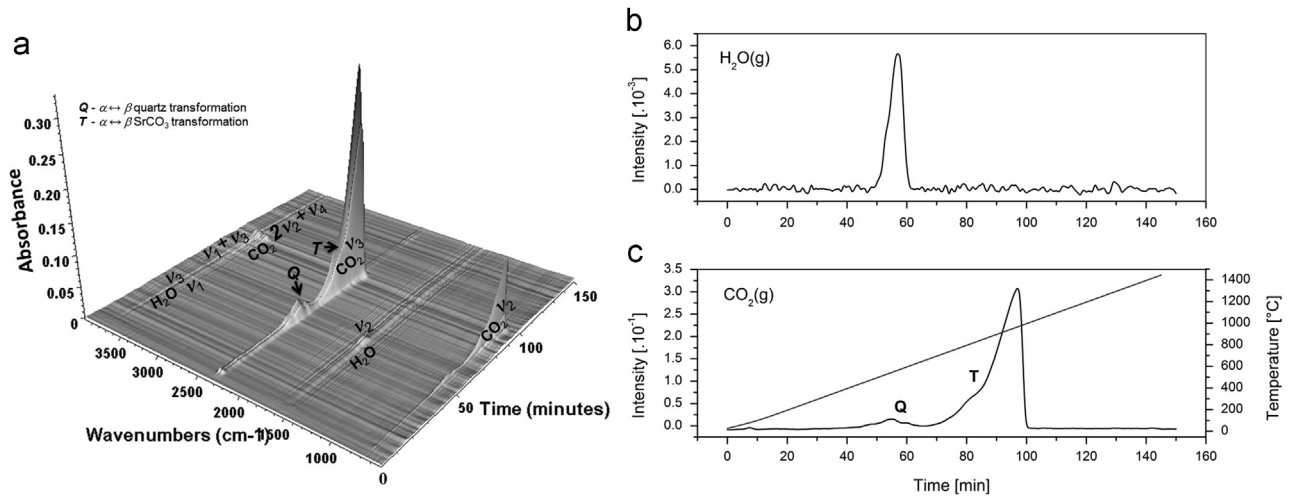 a
Q - α ↔ β quartz transformation
T - α ↔ β SrCO₃ transformation
Absorbance
0.30
0.25
0.20
0.15
0.10
0.05
0
ν₁ + ν₃
CO₂ 2ν₂ + ν₄
ν₃
H₂O ν₁
Q
T
ν₃
CO₂
ν₂
H₂O
ν₂
CO₂
3500
3000
2500
2000
1500
1000
Wavenumbers (cm-1)
0
50
100
150
Time (minutes)
b
H₂O(g)
Intensity [.10⁻³]
6.0
5.0
4.0
3.0
2.0
1.0
0.0
0 20 40 60 80 100 120 140 160
c
CO₂(g)
Intensity [.10⁻¹]
3.5
3.0
2.5
2.0
1.5
1.0
0.5
0.0
Q
T
1400
1200
1000
800
600
400
200
0
Temperature [°C]
0 20 40 60 80 100 120 140 160
Time [min]